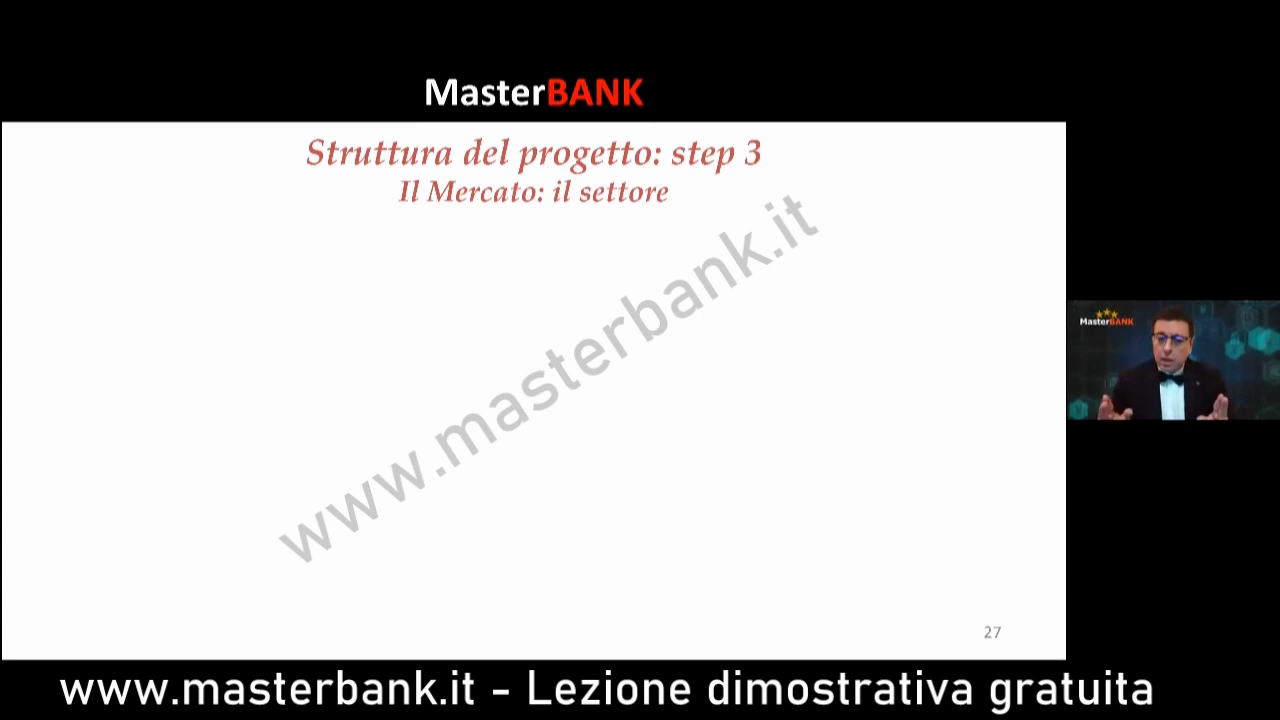 MasterBANK
Struttura del progetto: step 3
Il Mercato: il settore
www.masterbank.it
MasterBANK
27
www.masterbank.it - Lezione dimostrativa gratuita